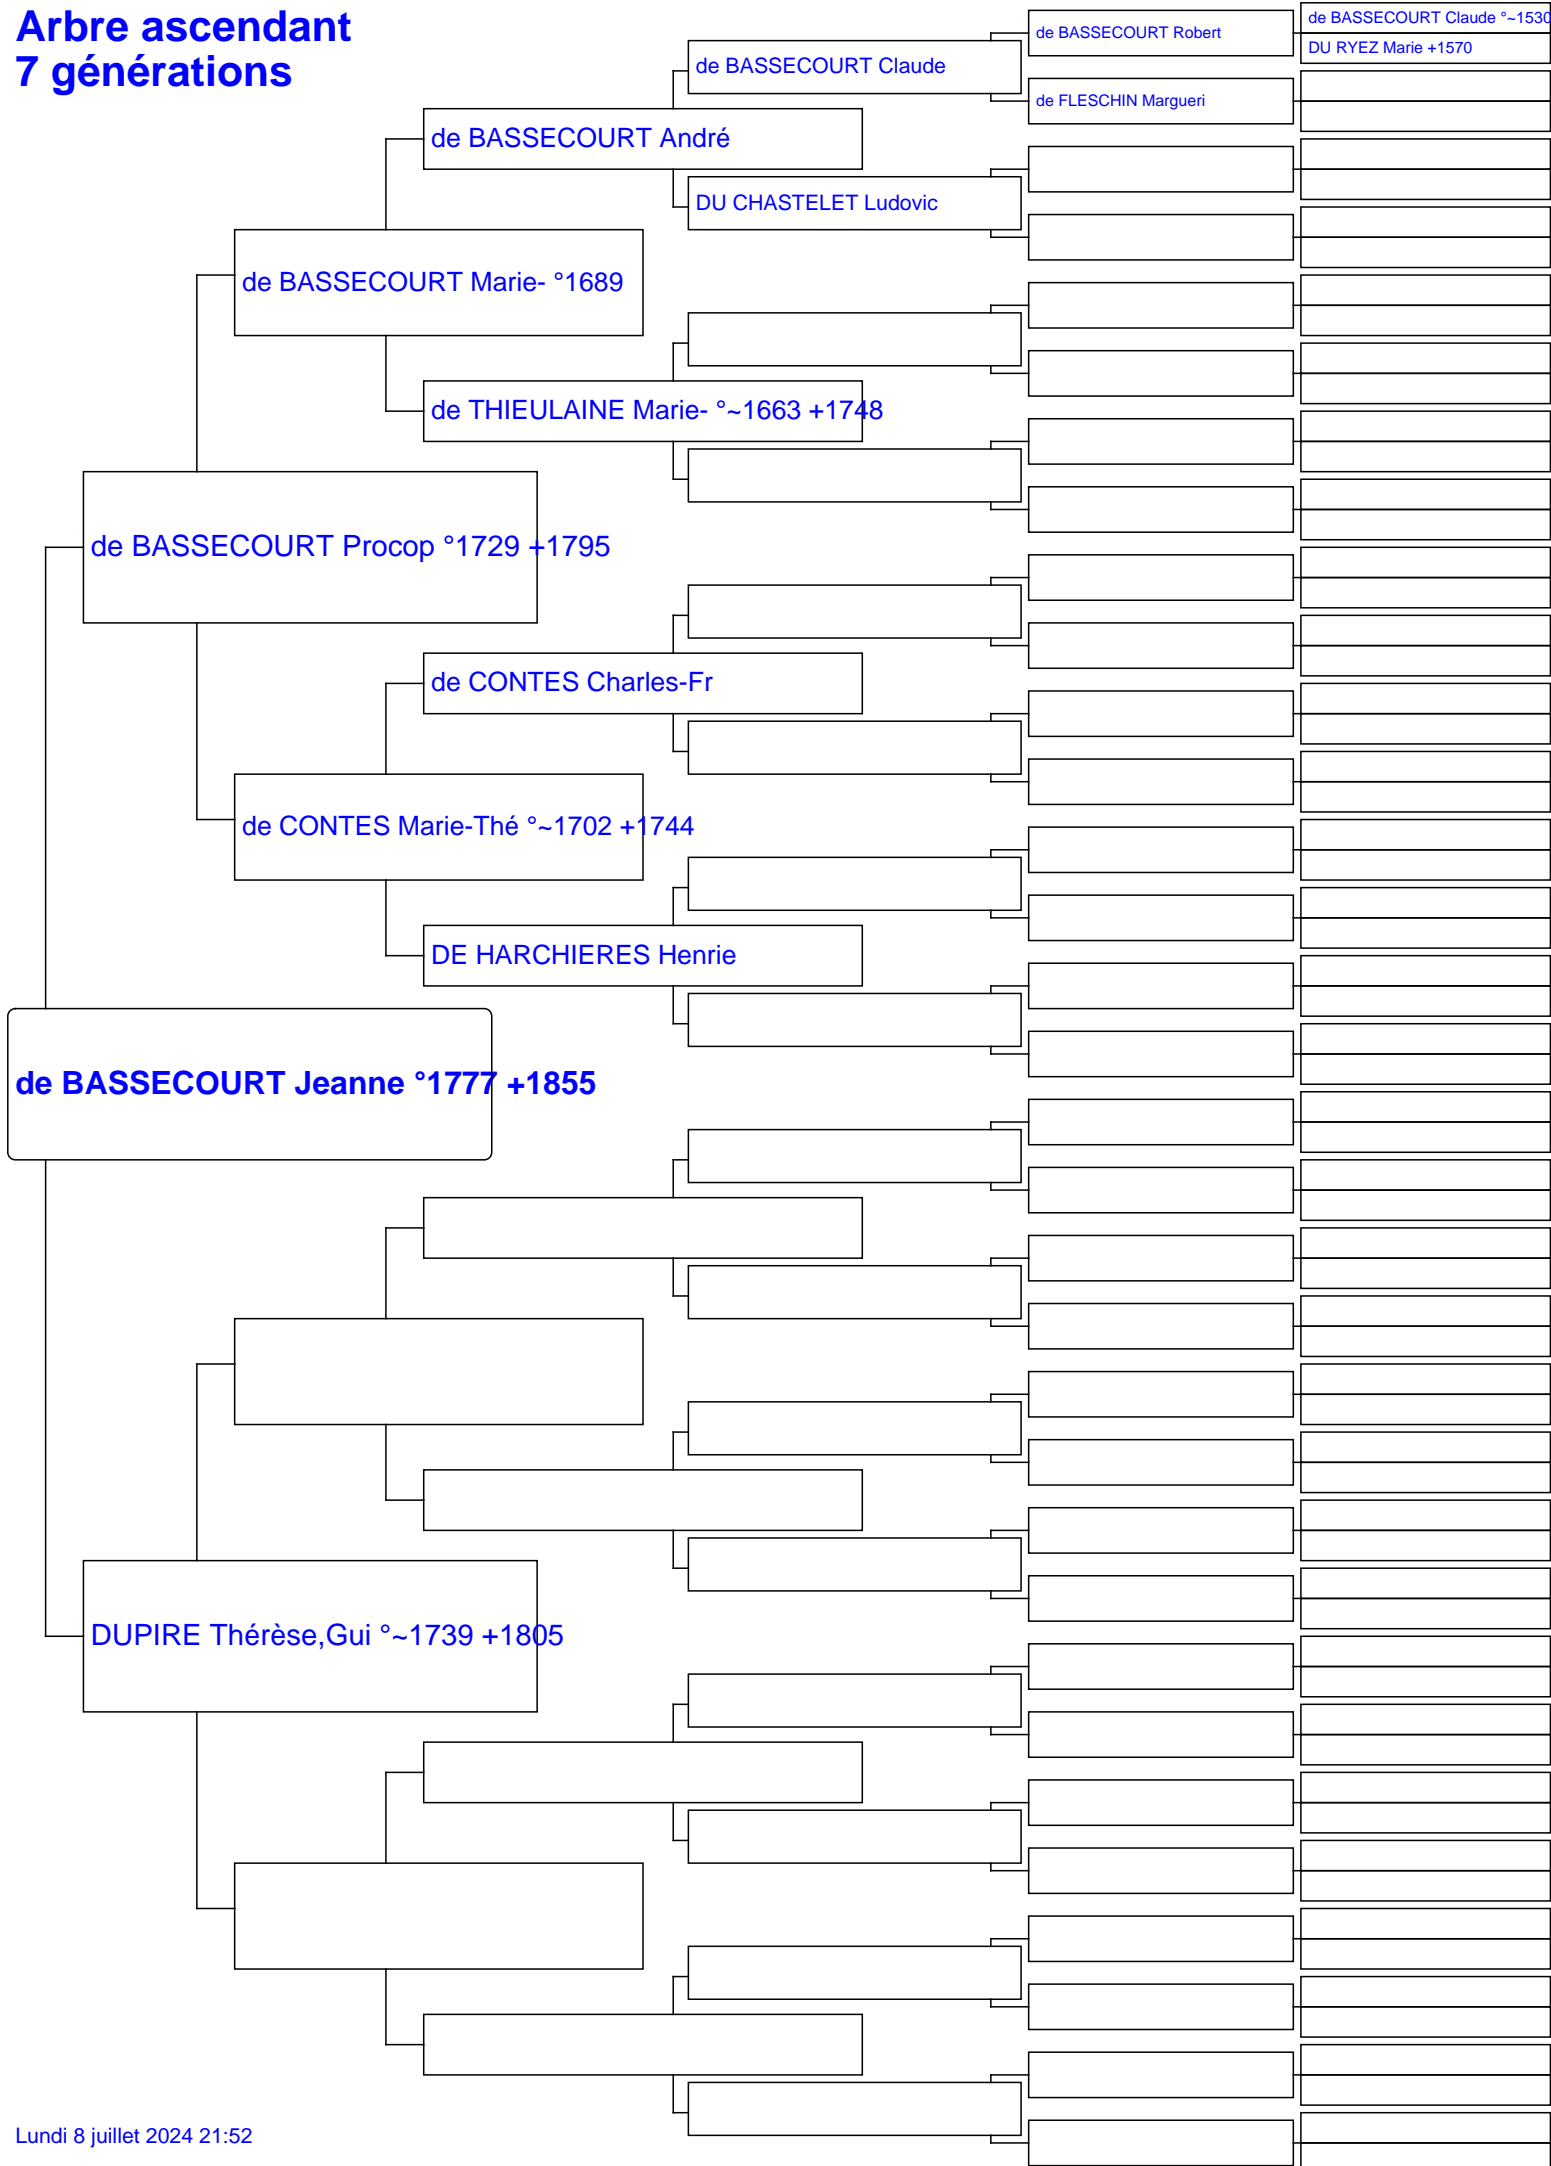 Arbre ascendant
7 générations
de BASSECOURT Claude °~1530
de BASSECOURT Robert
DU RYEZ Marie +1570
de BASSECOURT Claude
de FLESCHIN Margueri
de BASSECOURT André
DU CHASTELET Ludovic
de BASSECOURT Marie- °1689
de THIEULAINE Marie- °~1663 +1748
de BASSECOURT Procop °1729 +1795
de CONTES Charles-Fr
de CONTES Marie-Thé °~1702 +1744
DE HARCHIERES Henrie
de BASSECOURT Jeanne °1777 +1855
DUPIRE Thérèse,Gui °~1739 +1805
Lundi 8 juillet 2024 21:52